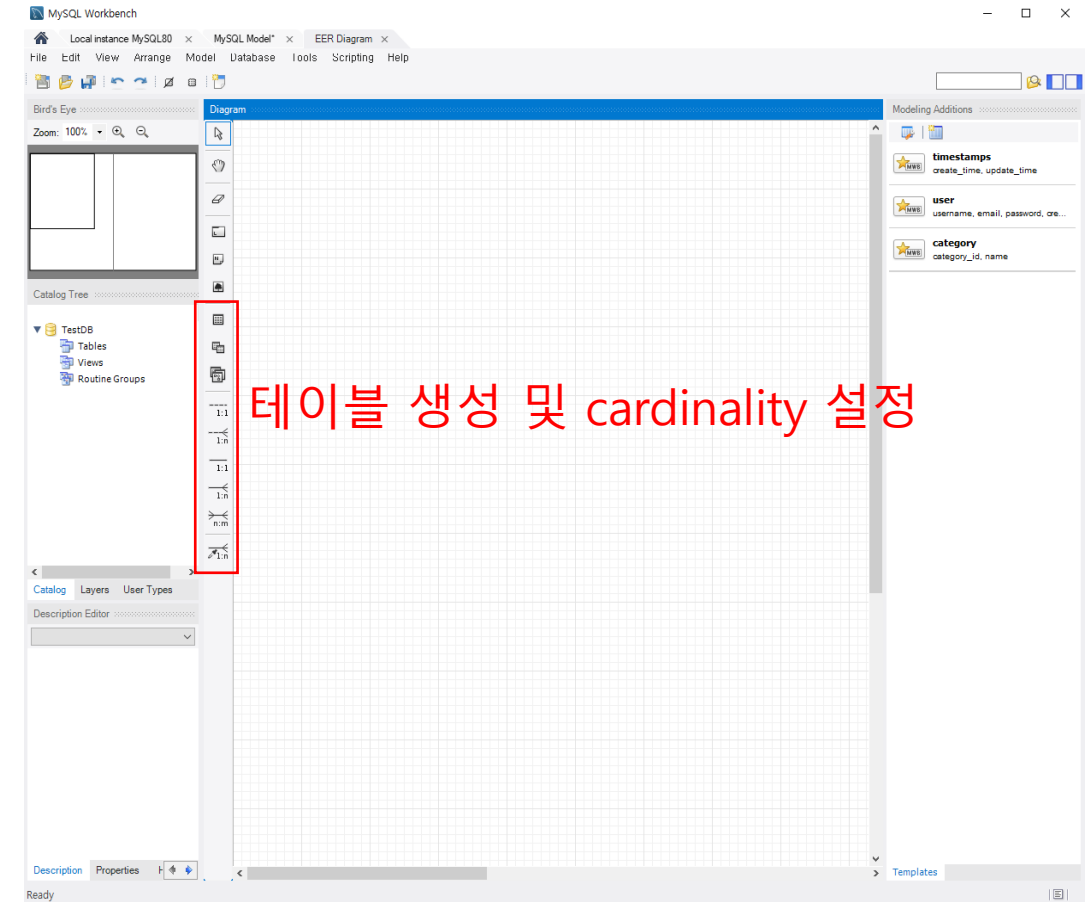 MySQL Workbench
Local instance MySQL80 MySQL Model* EER Diagram
File Edit View Arrange Model Database Tools Scripting Help
Bird's Eye
Diagram
Modeling Additions
Zoom: 100%
timestamps
create_time, update_time
user
username, email, password, cre...
category
category_id, name
Catalog Tree
TestDB
Tables
Views
Routine Groups
테이블 생성 및 cardinality 설정
1:1
1:n
1:1
1:n
n:m
1:n
Catalog Layers User Types
Description Editor
Description Properties H
Templates
Ready